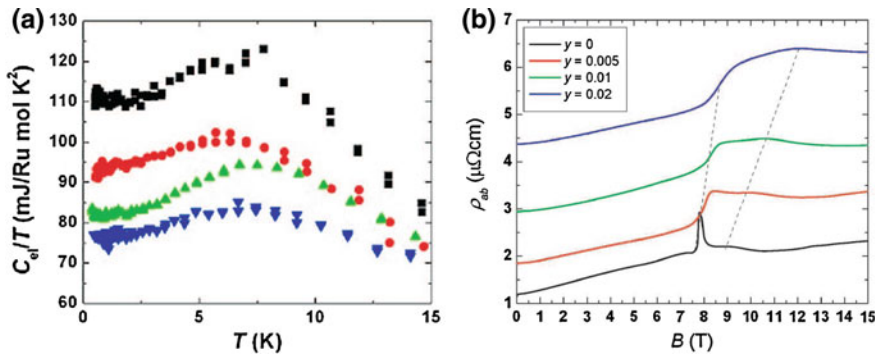 (a)
130
120
110
100
90
80
70
60
0
5
10
15
C_el/T (mJ/Ru mol K²)
T (K)
(b)
7
6
5
4
3
2
1
0 1 2 3 4 5 6 7 8 9 10 11 12 13 14 15
ρ_ab (μΩcm)
B (T)
y = 0
y = 0.005
y = 0.01
y = 0.02